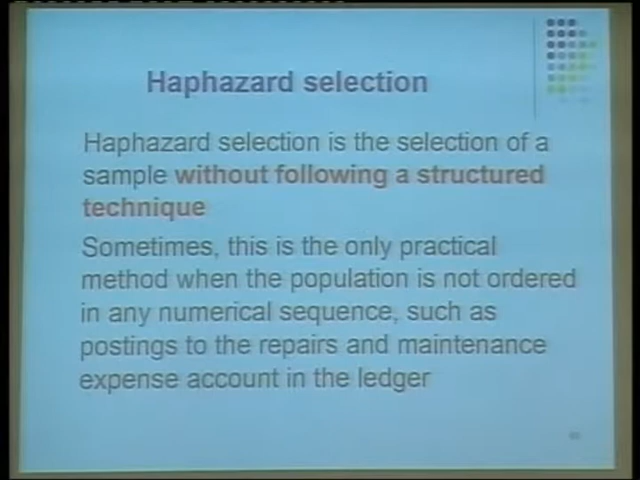 Haphazard selection
Haphazard selection is the selection of a
sample without following a structured
technique
Sometimes, this is the only practical
method when the population is not ordered
in any numerical sequence, such as
postings to the repairs and maintenance
expense account in the ledger